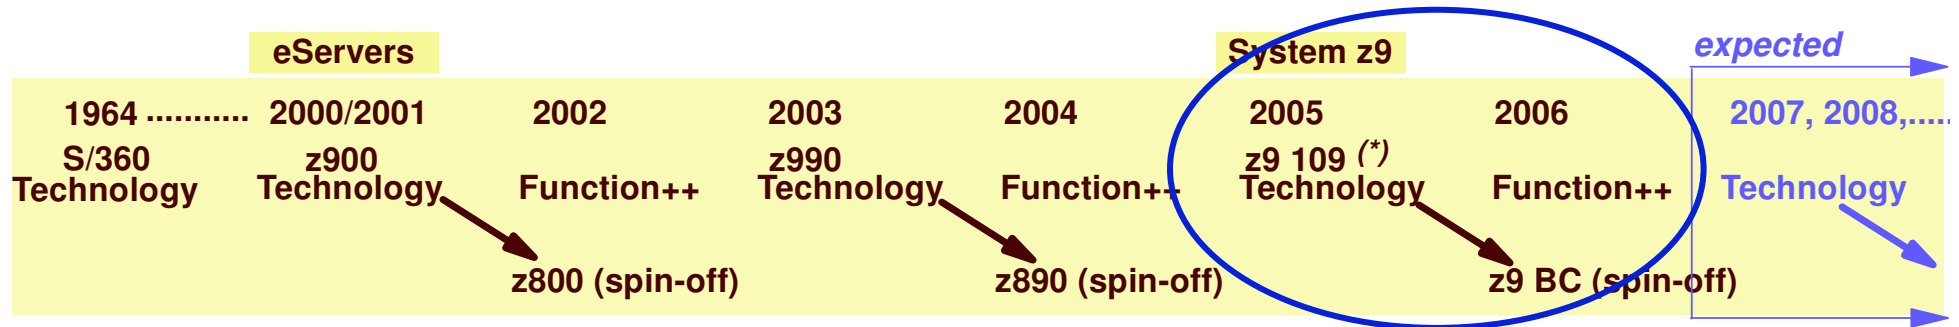 eServers System z9 expected
1964 ........... 2000/2001 2002 2003 2004 2005 2006 2007, 2008,.....
S/360 z900 z990 z9 109 (*)
Technology Technology Function++ Technology Function++ Technology Function++ Technology
z800 (spin-off) z890 (spin-off) z9 BC (spin-off)